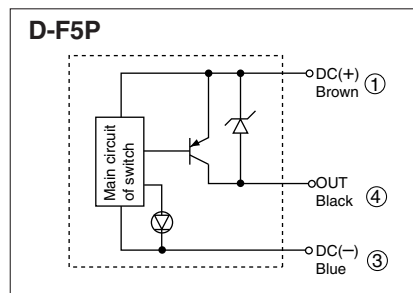 D-F5P
Main circuit
of switch
DC(+)
Brown
①
OUT
Black
④
DC(−)
Blue
③